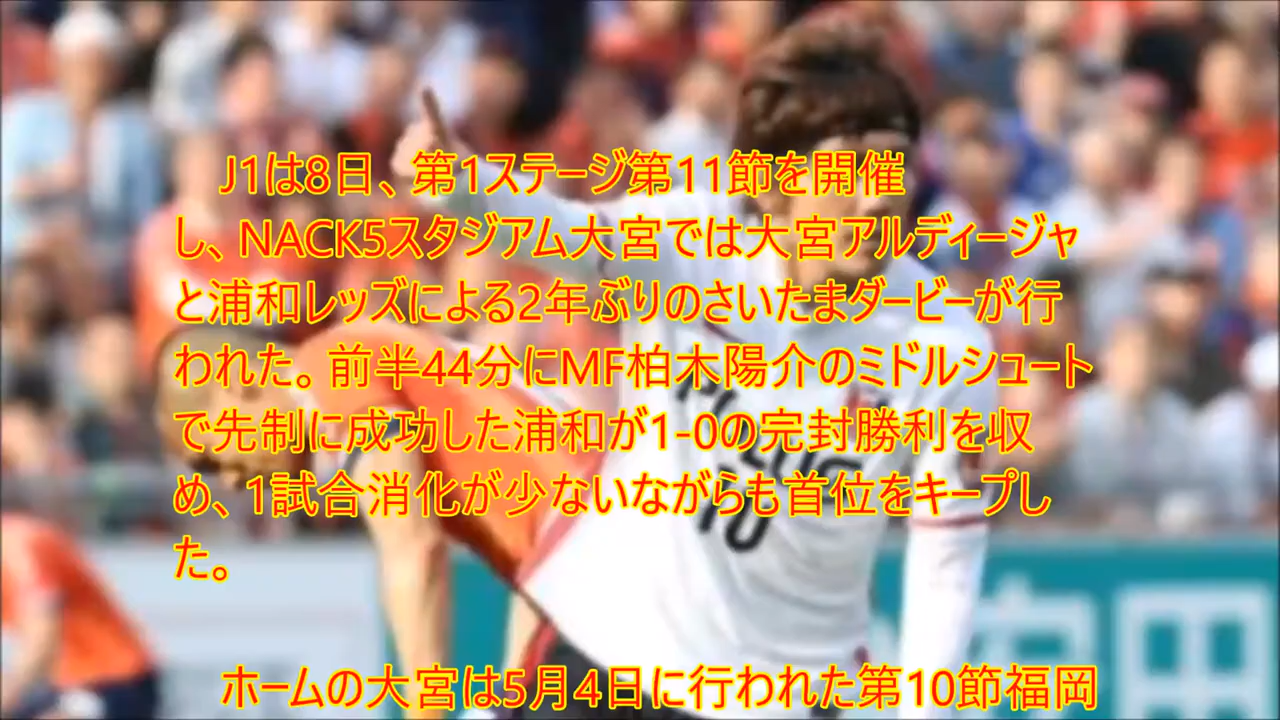 J1は8日、第1ステージ第11節を開催
し、NACK5スタジアム大宮では大宮アルディージャ
と浦和レッズによる2年ぶりのさいたまダービーが行
われた。前半44分にMF柏木陽介のミドルシュート
で先制に成功した浦和が1-0の完封勝利を収
め、1試合消化が少ないながらも首位をキープし
た。
ホームの大宮は5月4日に行われた第10節福岡
10